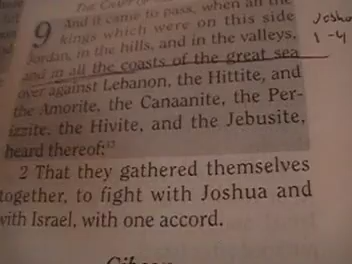 9 And it came to pass, when all the
kings which were on this side
Jordan, in the hills, and in the valleys,
and in all the coasts of the great sea
over against Lebanon, the Hittite, and
the Amorite, the Canaanite, the Per-
izzite, the Hivite, and the Jebusite,
heard thereof;
2 That they gathered themselves
together, to fight with Joshua and
with Israel, with one accord.
Joshu
1-4